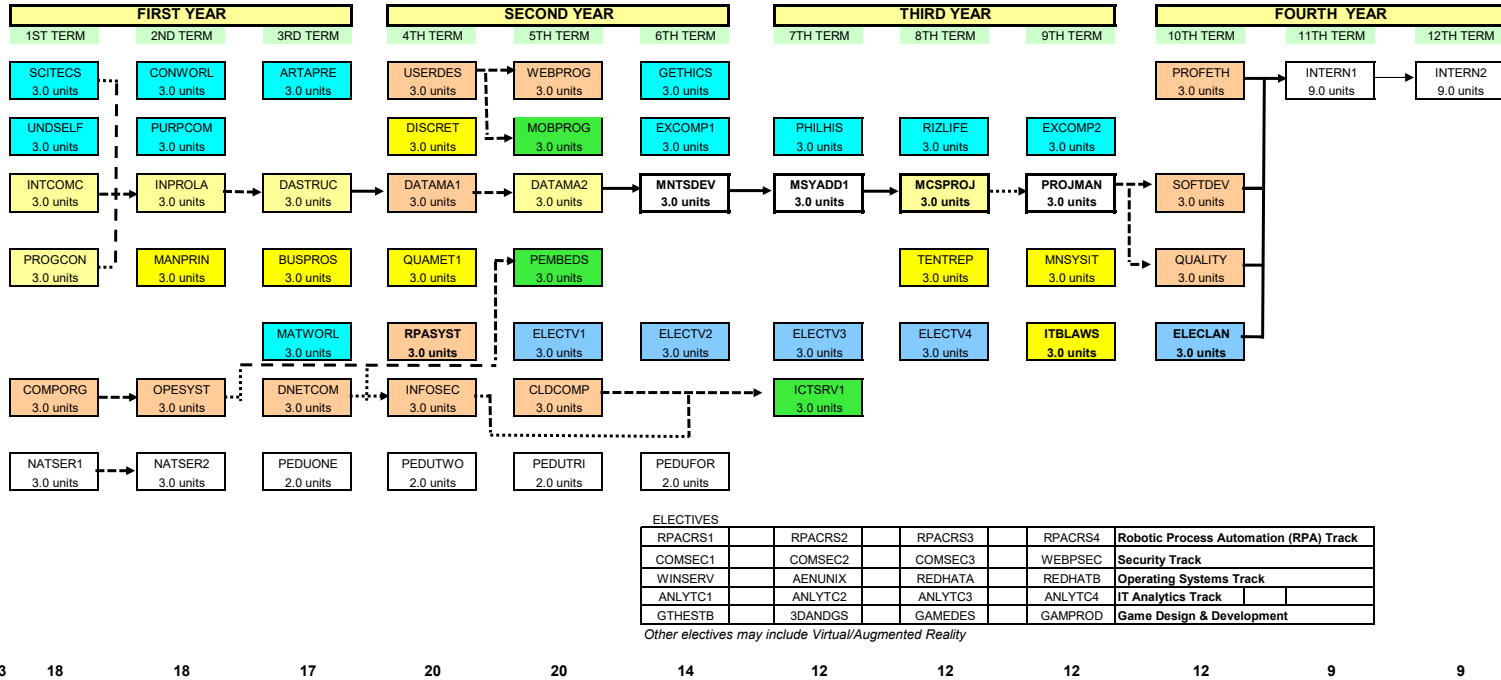 FIRST YEAR SECOND YEAR THIRD YEAR FOURTH YEAR
1ST TERM 2ND TERM 3RD TERM 4TH TERM 5TH TERM 6TH TERM 7TH TERM 8TH TERM 9TH TERM 10TH TERM 11TH TERM 12TH TERM
SCITECS CONWORL ARTAPRE USERDES WEBPROG GETHICS PROFETH INTERN1 INTERN2
3.0 units 3.0 units 3.0 units 3.0 units 3.0 units 3.0 units 3.0 units 9.0 units 9.0 units
UNDSELF PURPCOM DISCRET MOBPROG EXCOMP1 PHILHIS RIZLIFE EXCOMP2
3.0 units 3.0 units 3.0 units 3.0 units 3.0 units 3.0 units 3.0 units 3.0 units
INTCOMC INPROLA DASTRUC DATAMA1 DATAMA2 MNTSDEV MSYADD1 MCSPROJ PROJMAN SOFTDEV
3.0 units 3.0 units 3.0 units 3.0 units 3.0 units 3.0 units 3.0 units 3.0 units 3.0 units 3.0 units
PROGCON MANPRIN BUSPROS QUAMET1 PEMBEDS TENTREP MNSYSIT QUALITY
3.0 units 3.0 units 3.0 units 3.0 units 3.0 units 3.0 units 3.0 units 3.0 units
MATWORL RPASYST ELECTV1 ELECTV2 ELECTV3 ELECTV4 ITBLAWS ELECLAN
3.0 units 3.0 units 3.0 units 3.0 units 3.0 units 3.0 units 3.0 units 3.0 units
COMPORG OPESYST DNETCOM INFOSEC CLDCOMP ICTSRV1
3.0 units 3.0 units 3.0 units 3.0 units 3.0 units 3.0 units
NATSER1 NATSER2 PEDUONE PEDUTWO PEDUTRI PEDUFOR
3.0 units 3.0 units 2.0 units 2.0 units 2.0 units 2.0 units
ELECTIVES
RPACRS1 RPACRS2 RPACRS3 RPACRS4 Robotic Process Automation (RPA) Track
COMSEC1 COMSEC2 COMSEC3 WEBPSEC Security Track
WINSERV AENUNIX REDHATA REDHATB Operating Systems Track
ANLYTC1 ANLYTC2 ANLYTC3 ANLYTC4 IT Analytics Track
GTHESTB 3DANDGS GAMEDES GAMPROD Game Design & Development
Other electives may include Virtual/Augmented Reality
3 18 18 17 20 20 14 12 12 12 12 9 9